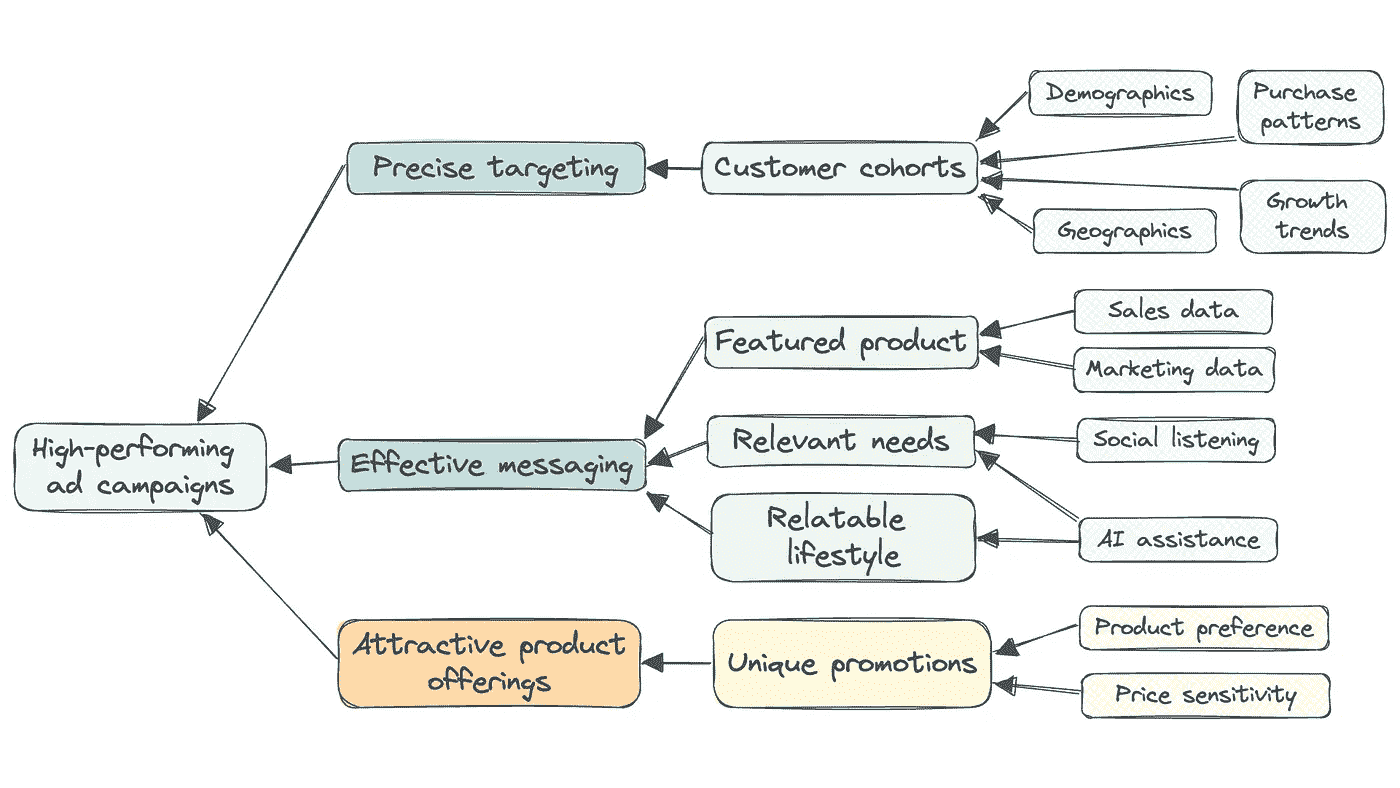 Demographics
Purchase
patterns
Precise targeting
Customer cohorts
Geographics
Growth
trends
Sales data
Featured product
Marketing data
High-performing
ad campaigns
Effective messaging
Relevant needs
Social listening
Relatable
lifestyle
AI assistance
Attractive product
offerings
Unique promotions
Product preference
Price sensitivity